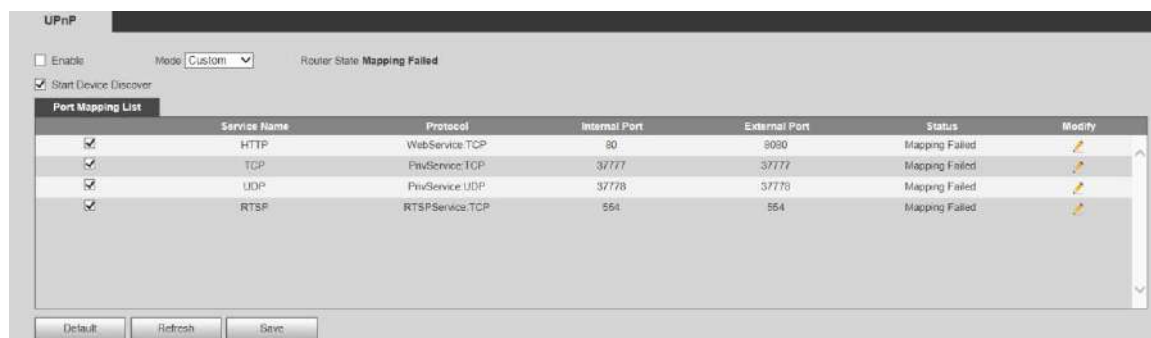 UPnP
Enable Mode Custom Router State Mapping Failed
Start Device Discover
Port Mapping List
Service Name Protocol Internal Port External Port Status Modify
HTTP WebService:TCP 80 8080 Mapping Failed
TCP PrivService:TCP 37777 37777 Mapping Failed
UDP PrivService:UDP 37778 37778 Mapping Failed
RTSP RTSPService:TCP 554 554 Mapping Failed
Default Refresh Save